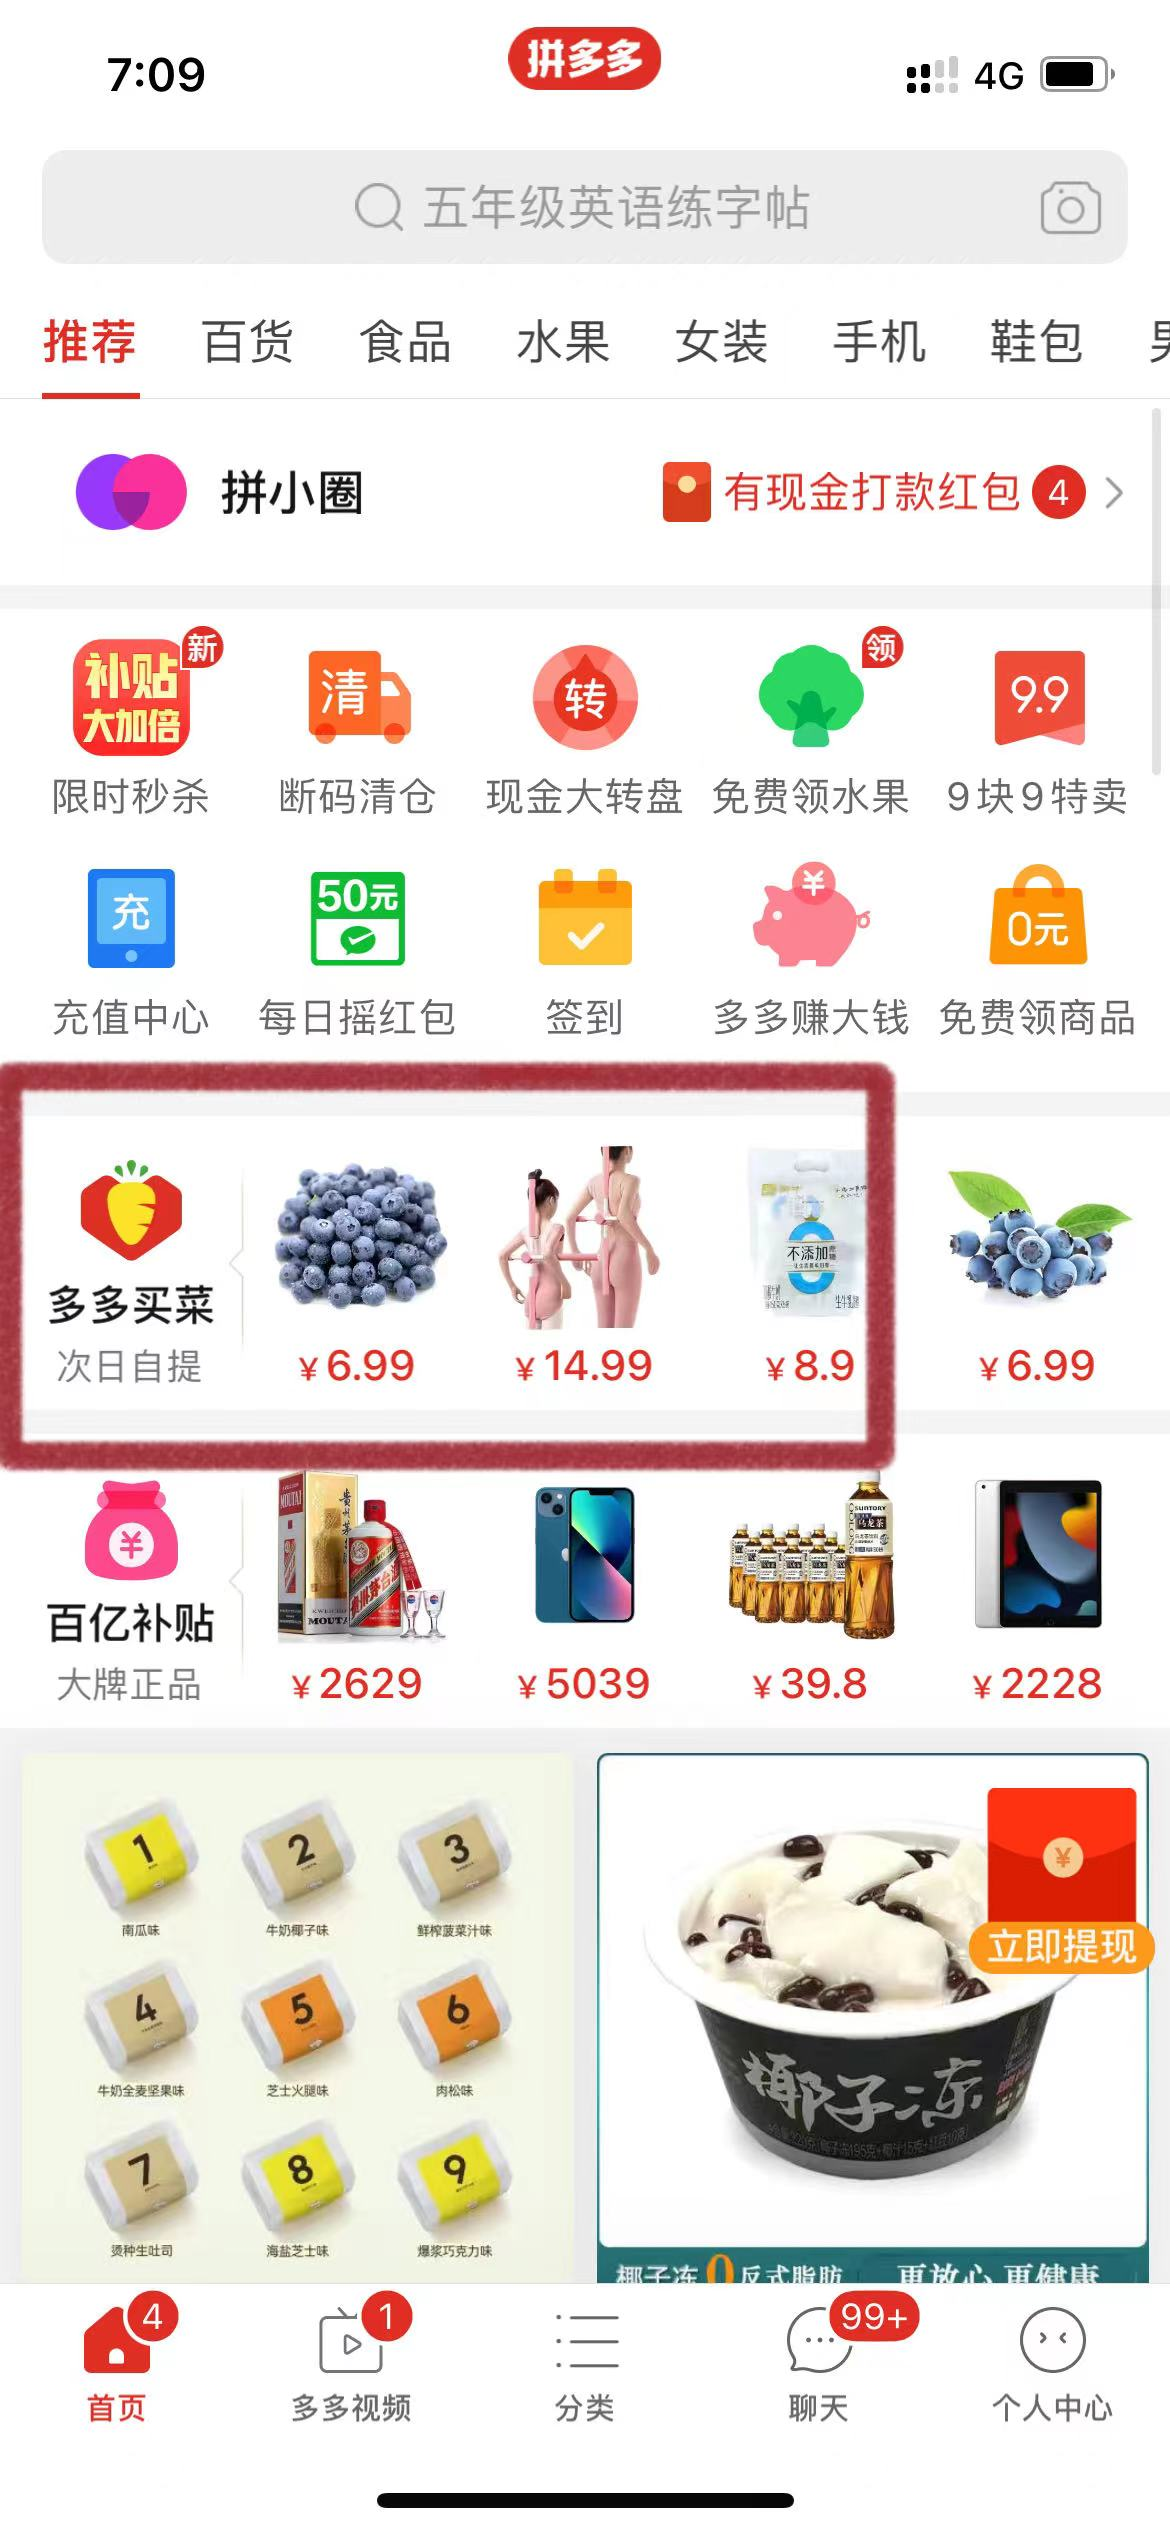 7:09
拼多多
4G
五年级英语练字帖
推荐 百货 食品 水果 女装 手机 鞋包
拼小圈
有现金打款红包 4
补贴
大加倍
新
清
转
领
9.9
限时秒杀 断码清仓 现金大转盘 免费领水果 9块9特卖
充
50元
¥
0元
充值中心 每日摇红包 签到 多多赚大钱 免费领商品
多多买菜
次日自提
不添加
¥6.99 ¥14.99 ¥8.9 ¥6.99
百亿补贴
大牌正品
¥
MOUTAI
SUNTORY
乌龙茶
¥2629 ¥5039 ¥39.8 ¥2228
1 2 3
南瓜味 牛奶椰子味 鲜榨菠菜汁味
4 5 6
牛奶全麦坚果味 芝士火腿味 肉松味
7 8 9
烫种生吐司 海盐芝士味 爆浆巧克力味
¥
立即提现
椰子冻
椰子冻 0反式脂肪 更放心 更健康
4 1 99+
首页 多多视频 分类 聊天 个人中心